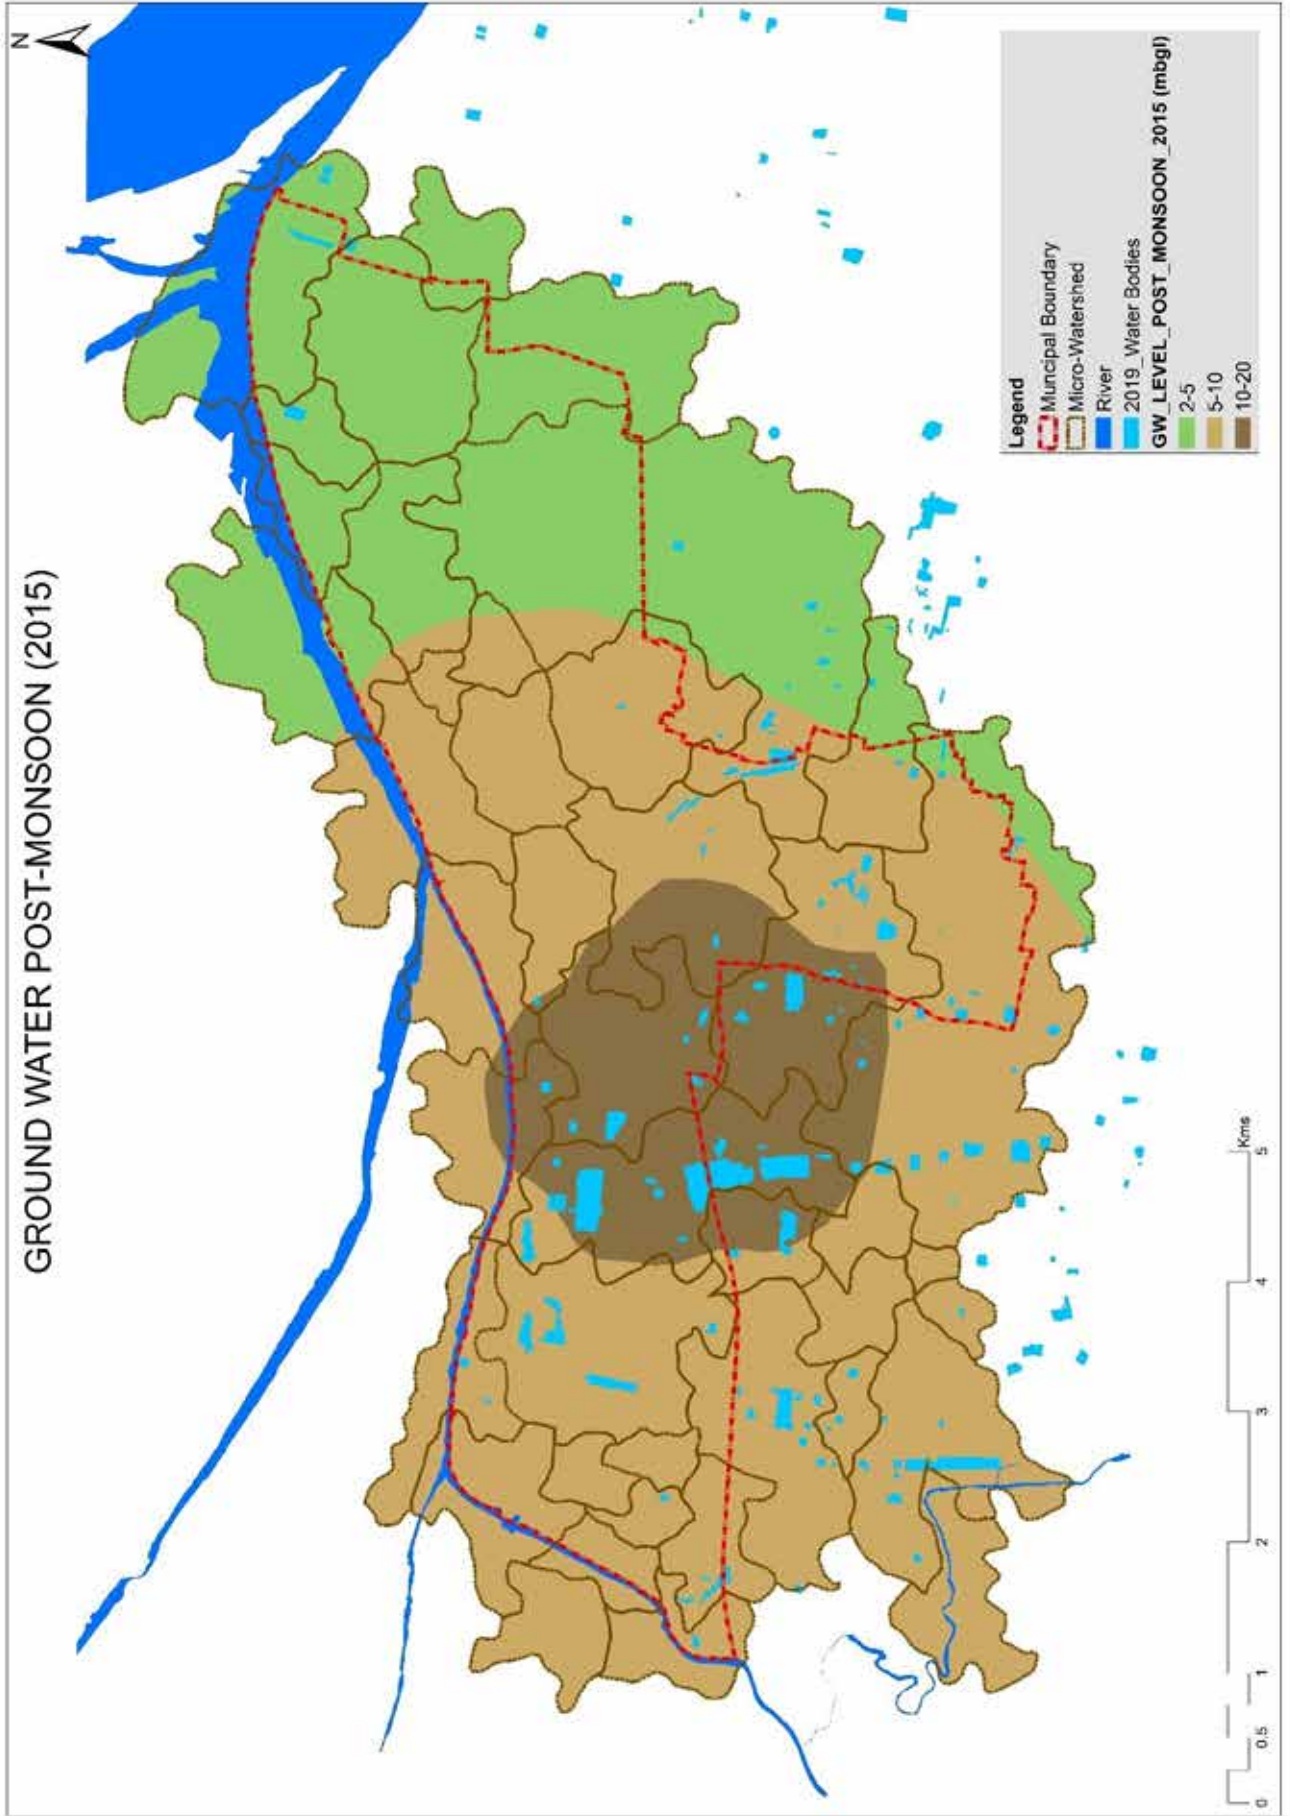 GROUND WATER POST-MONSOON (2015)
N
Legend
Muncipal Boundary
Micro-Watershed
River
2019_Water Bodies
GW_LEVEL_POST_MONSOON_2015 (mbgl)
2-5
5-10
10-20
0 0.5 1 2 3 4 5
Kms